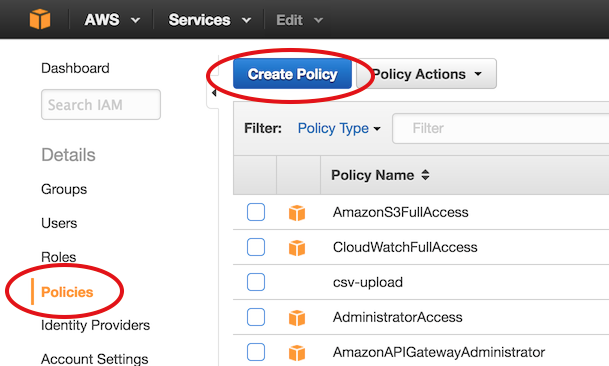 AWS Services Edit
Dashboard
Search IAM
Details
Groups
Users
Roles
Policies
Identity Providers
Account Settings
Create Policy Policy Actions
Filter: Policy Type Filter
Policy Name
AmazonS3FullAccess
CloudWatchFullAccess
csv-upload
AdministratorAccess
AmazonAPIGatewayAdministrator